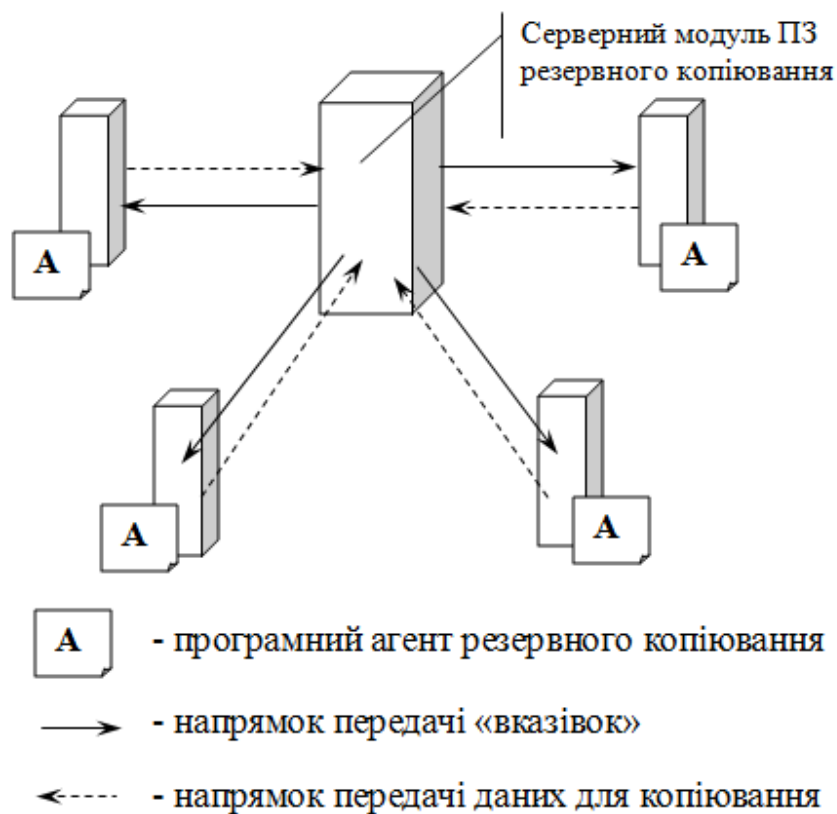 Серверний модуль ПЗ
резервного копіювання
А
А
А
А
А - програмний агент резервного копіювання
- напрямок передачі «вказівок»
- напрямок передачі даних для копіювання